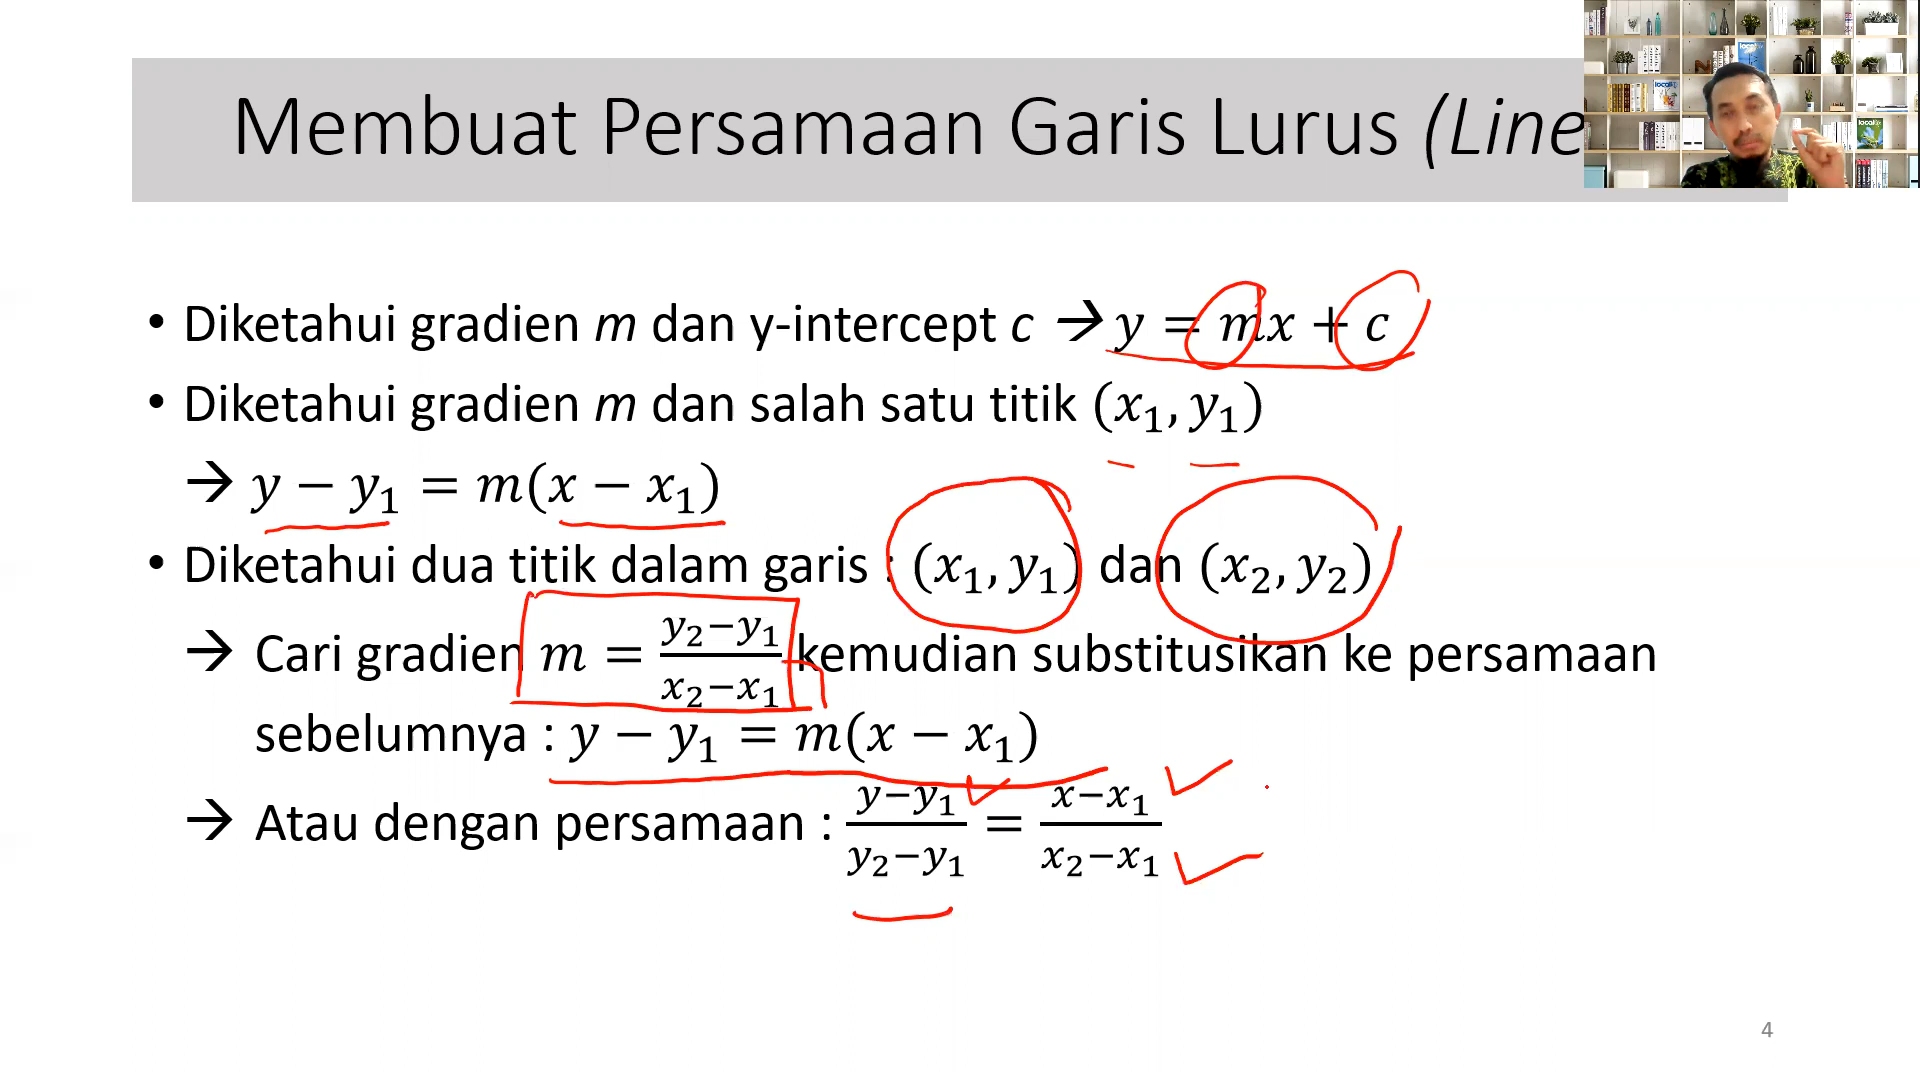 Membuat Persamaan Garis Lurus (Line
• Diketahui gradien m dan y-intercept c → y = mx + c
• Diketahui gradien m dan salah satu titik (x₁, y₁)
→ y − y₁ = m(x − x₁)
• Diketahui dua titik dalam garis : (x₁, y₁) dan (x₂, y₂)
→ Cari gradien m = (y₂−y₁)/(x₂−x₁) kemudian substitusikan ke persamaan
sebelumnya : y − y₁ = m(x − x₁)
→ Atau dengan persamaan : (y−y₁)/(y₂−y₁) = (x−x₁)/(x₂−x₁)
4